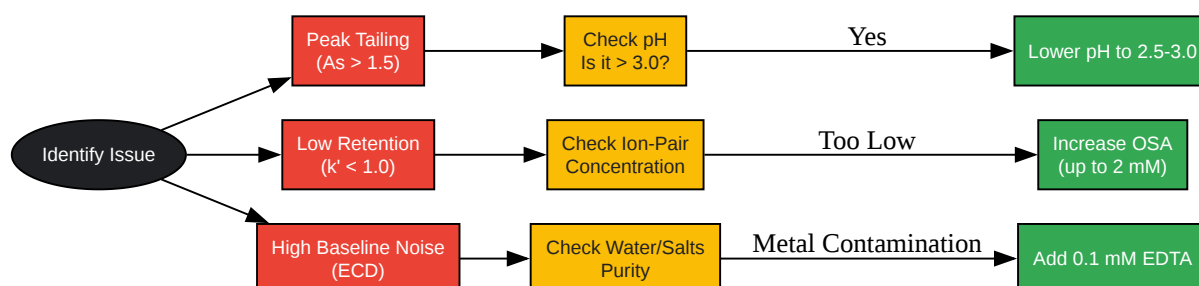 Peak Tailing
(As > 1.5)
Check pH
Is it > 3.0?
Yes
Lower pH to 2.5-3.0
Identify Issue
Low Retention
(k' < 1.0)
Check Ion-Pair
Concentration
Too Low
Increase OSA
(up to 2 mM)
High Baseline Noise
(ECD)
Check Water/Salts
Purity
Metal Contamination
Add 0.1 mM EDTA